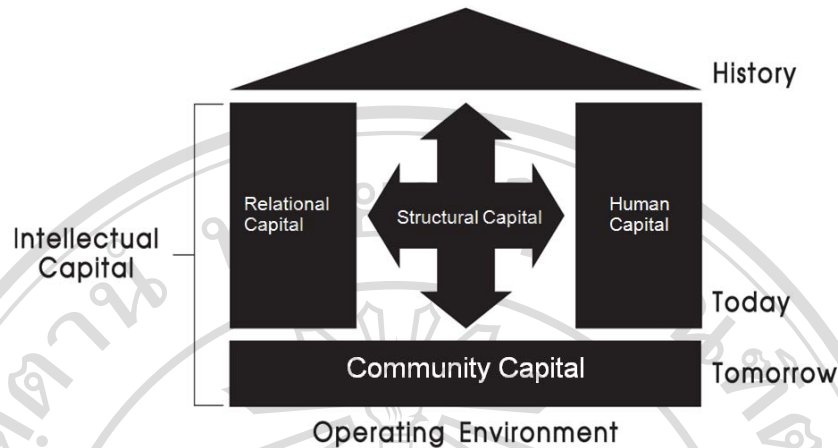 History
Relational
Capital
Structural Capital
Human
Capital
Intellectual
Capital
Today
Community Capital
Tomorrow
Operating Environment